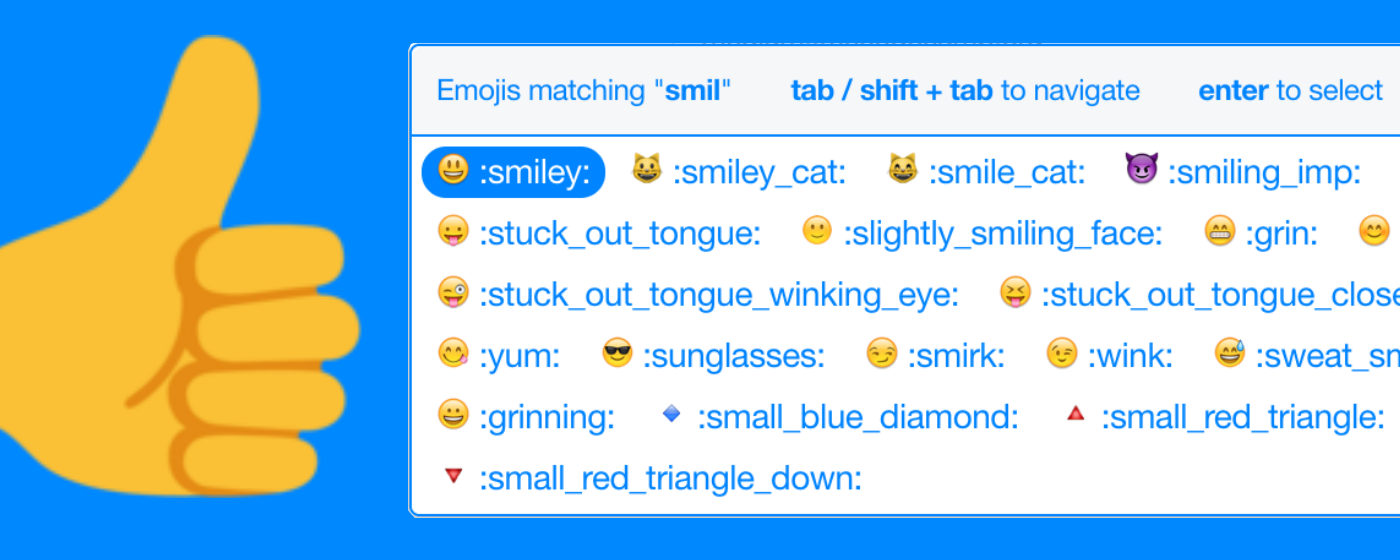 Emojis matching "smil" tab / shift + tab to navigate enter to select
:smiley: :smiley_cat: :smile_cat: :smiling_imp:
:stuck_out_tongue: :slightly_smiling_face: :grin:
:stuck_out_tongue_winking_eye: :stuck_out_tongue_close
:yum: :sunglasses: :smirk: :wink: :sweat_sm
:grinning: :small_blue_diamond: :small_red_triangle:
:small_red_triangle_down: